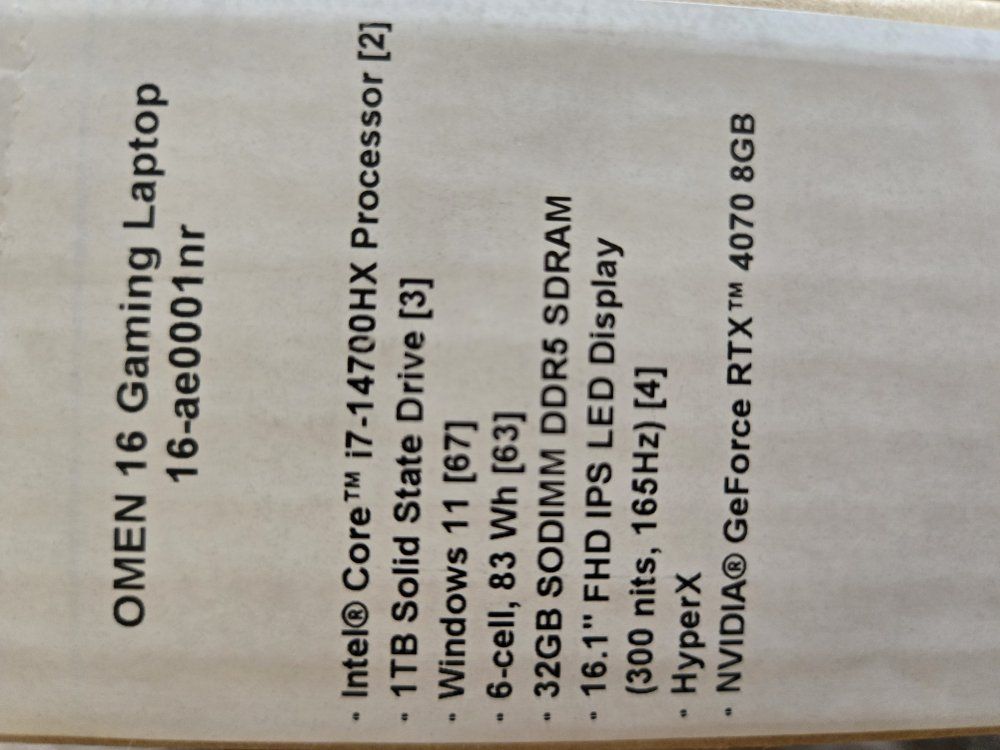 OMEN 16 Gaming Laptop
16-ae0001nr
· Intel® Core™ i7-14700HX Processor [2]
· 1TB Solid State Drive [3]
· Windows 11 [67]
· 6-cell, 83 Wh [63]
· 32GB SODIMM DDR5 SDRAM
· 16.1" FHD IPS LED Display
(300 nits, 165Hz) [4]
· HyperX
· NVIDIA® GeForce RTX™ 4070 8GB